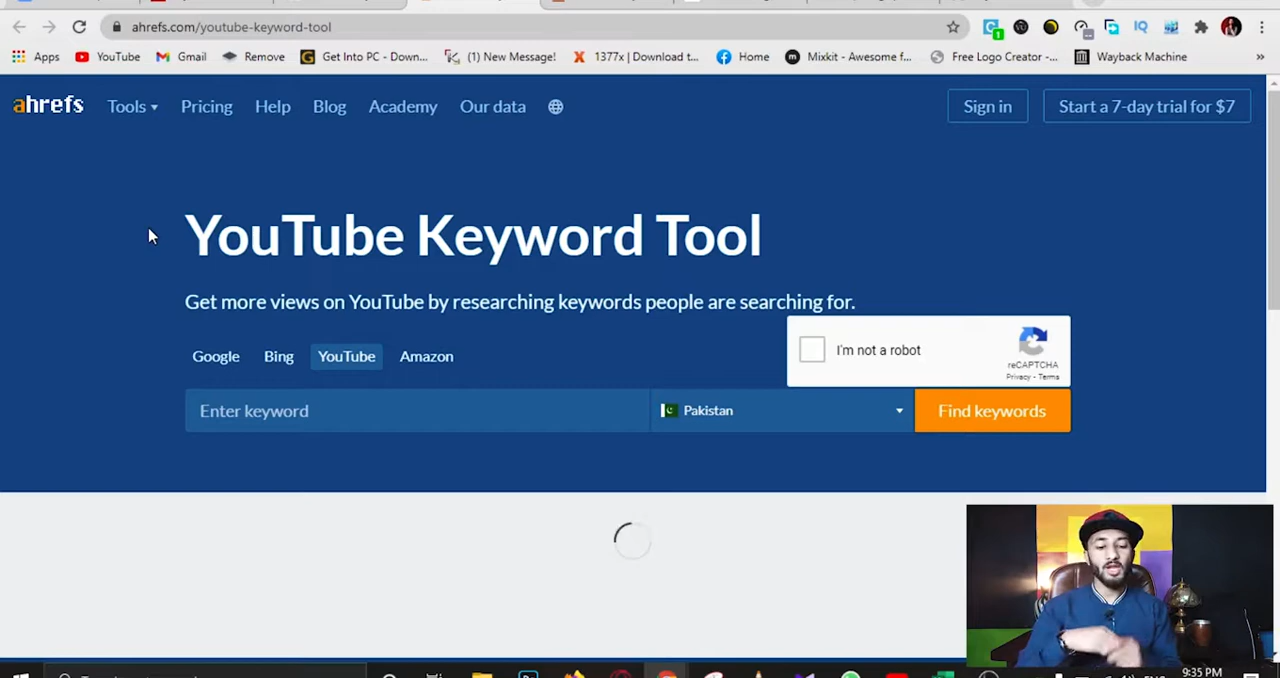 ahrefs.com/youtube-keyword-tool
IQ
Apps YouTube Gmail Remove Get Into PC - Down... (1) New Message! 1377x | Download t... Home Mixkit - Awesome f... Free Logo Creator -... Wayback Machine »
ahrefs Tools Pricing Help Blog Academy Our data Sign in Start a 7-day trial for $7
YouTube Keyword Tool
Get more views on YouTube by researching keywords people are searching for.
Google Bing YouTube Amazon
I'm not a robot
reCAPTCHA
Privacy - Terms
Enter keyword Pakistan Find keywords
9:35 PM